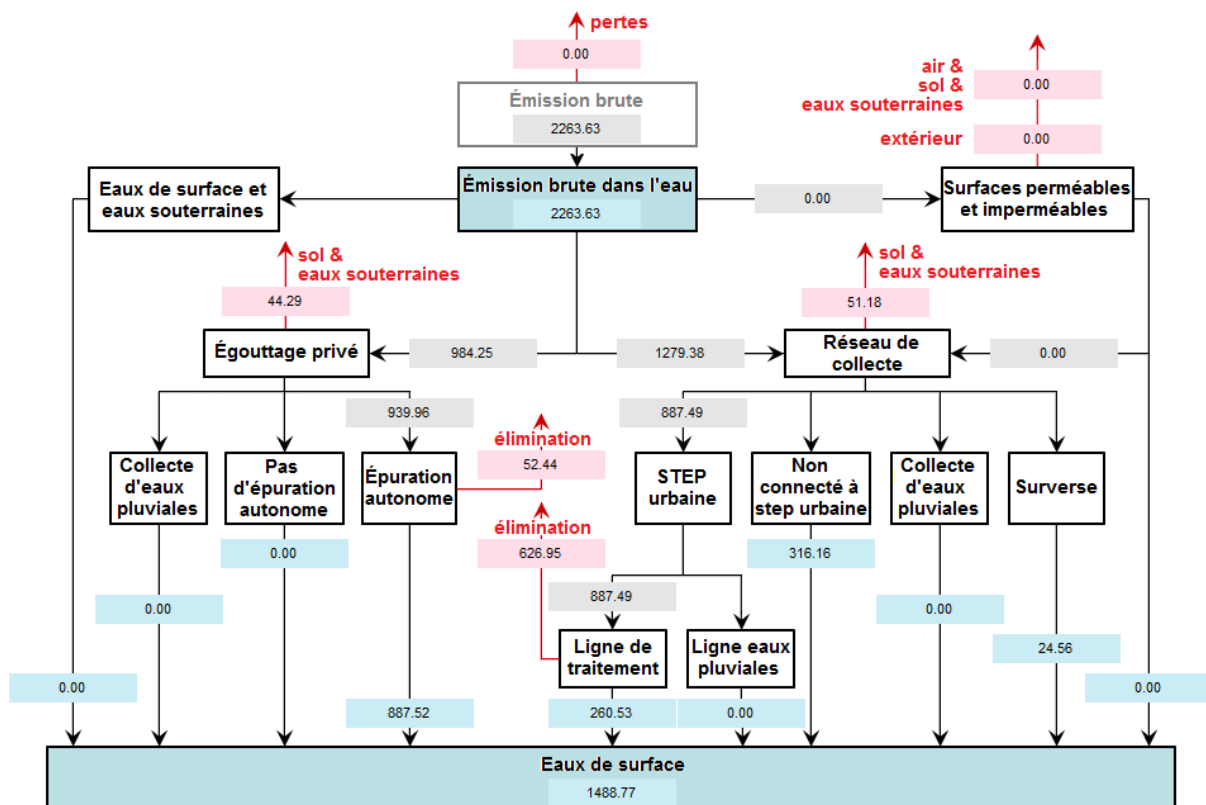 pertes
0.00
Émission brute
2263.63
air &
sol &
eaux souterraines
0.00
extérieur
0.00
Eaux de surface et
eaux souterraines
Émission brute dans l'eau
2263.63
0.00
Surfaces perméables
et imperméables
sol &
eaux souterraines
44.29
sol &
eaux souterraines
51.18
Égouttage privé
984.25
1279.38
Réseau de
collecte
0.00
939.96
887.49
élimination
52.44
Collecte
d'eaux
pluviales
Pas
d'épuration
autonome
Épuration
autonome
STEP
urbaine
Non
connecté à
step urbaine
Collecte
d'eaux
pluviales
Surverse
élimination
626.95
0.00
316.16
0.00
887.49
0.00
Ligne de
traitement
Ligne eaux
pluviales
24.56
0.00
887.52
260.53
0.00
0.00
Eaux de surface
1488.77